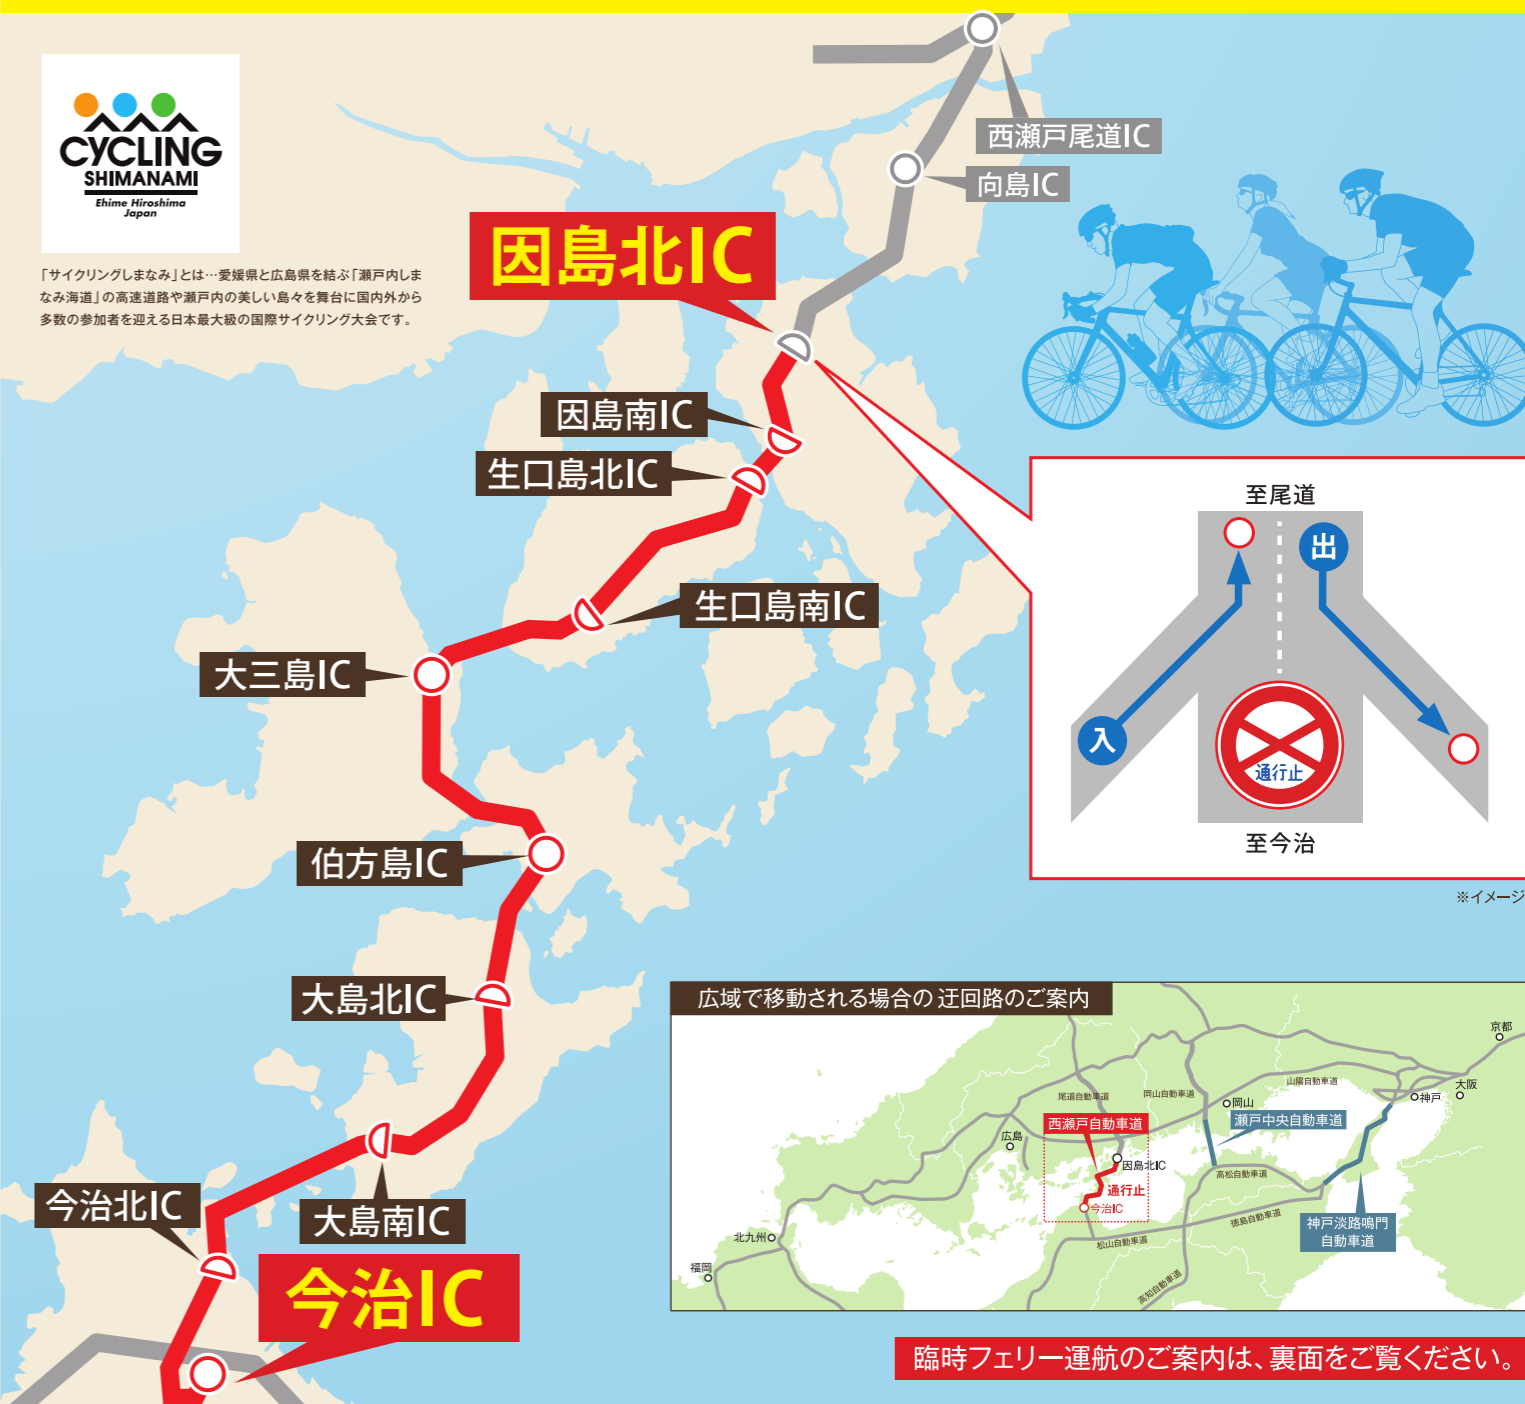 CYCLING
SHIMANAMI
Ehime Hiroshima
Japan
「サイクリングしまなみ」とは…愛媛県と広島県を結ぶ「瀬戸内しま
なみ海道」の高速道路や瀬戸内の美しい島々を舞台に国内外から
多数の参加者を迎える日本最大級の国際サイクリング大会です。
西瀬戸尾道IC
向島IC
因島北IC
因島南IC
生口島北IC
生口島南IC
大三島IC
伯方島IC
大島北IC
大島南IC
今治北IC
今治IC
至尾道
出
入
通行止
至今治
※イメージ
広域で移動される場合の迂回路のご案内
京都
大阪
神戸
山陽自動車道
岡山
岡山自動車道
尾道自動車道
瀬戸中央自動車道
西瀬戸自動車道
広島
因島北IC
通行止
今治IC
高松自動車道
徳島自動車道
神戸淡路鳴門
自動車道
松山自動車道
高知自動車道
北九州
福岡
臨時フェリー運航のご案内は、裏面をご覧ください。